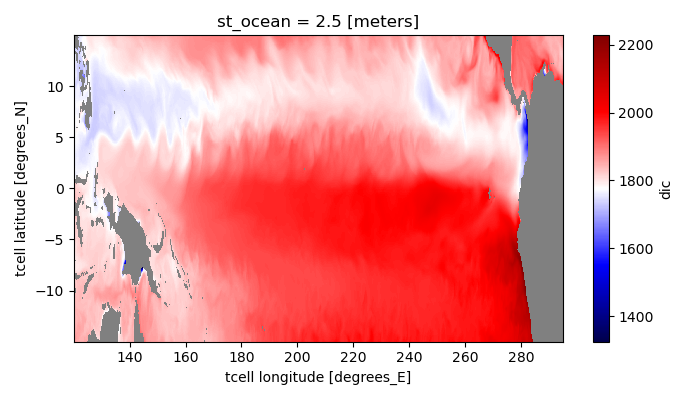 st_ocean = 2.5 [meters]
10
5
0
−5
−10
tcell latitude [degrees_N]
140 160 180 200 220 240 260 280
tcell longitude [degrees_E]
2200
2000
1800
1600
1400
dic